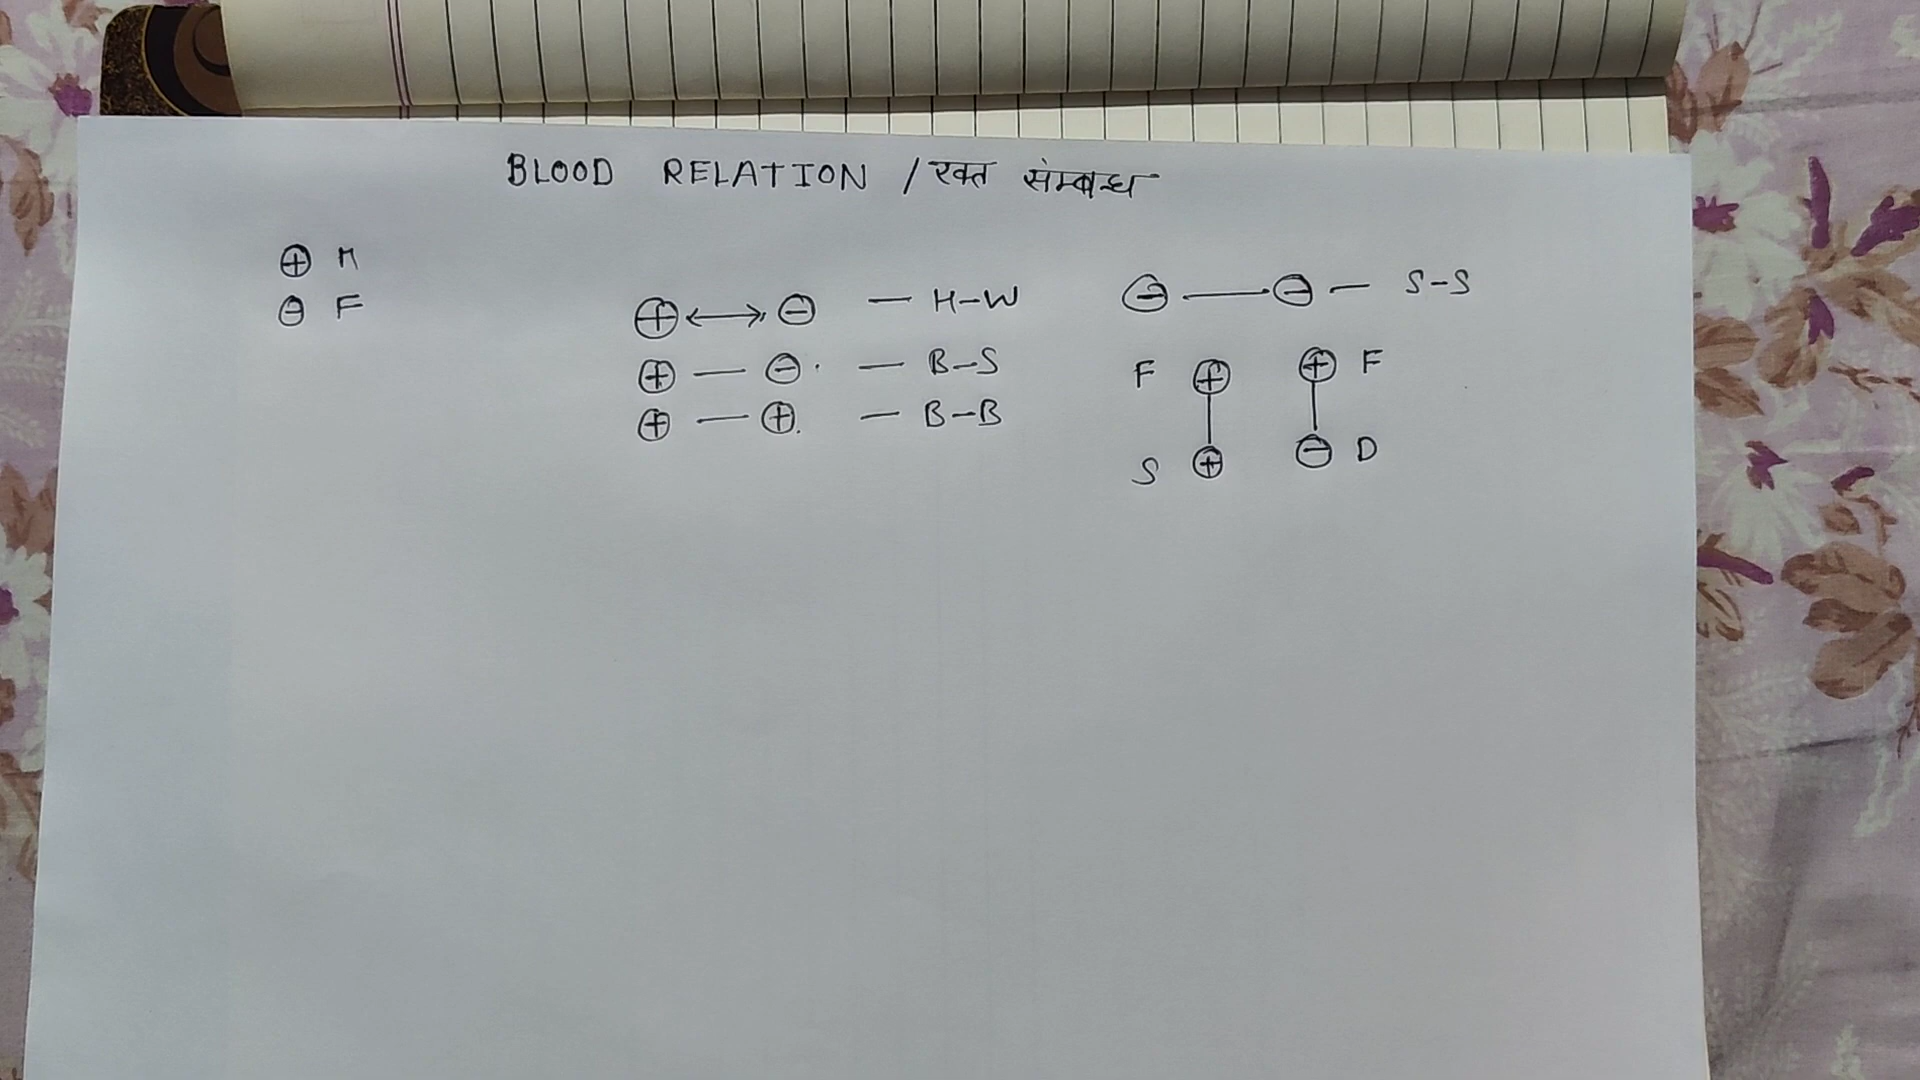 BLOOD RELATION / रक्त संम्बन्ध
⊕ M
⊖ F
⊕ ⟷ ⊖ — H-W
⊕ — ⊖ — B-S
⊕ — ⊕ — B-B
⊖ — ⊖ — S-S
F ⊕ ⊕ F
S ⊕ ⊖ D